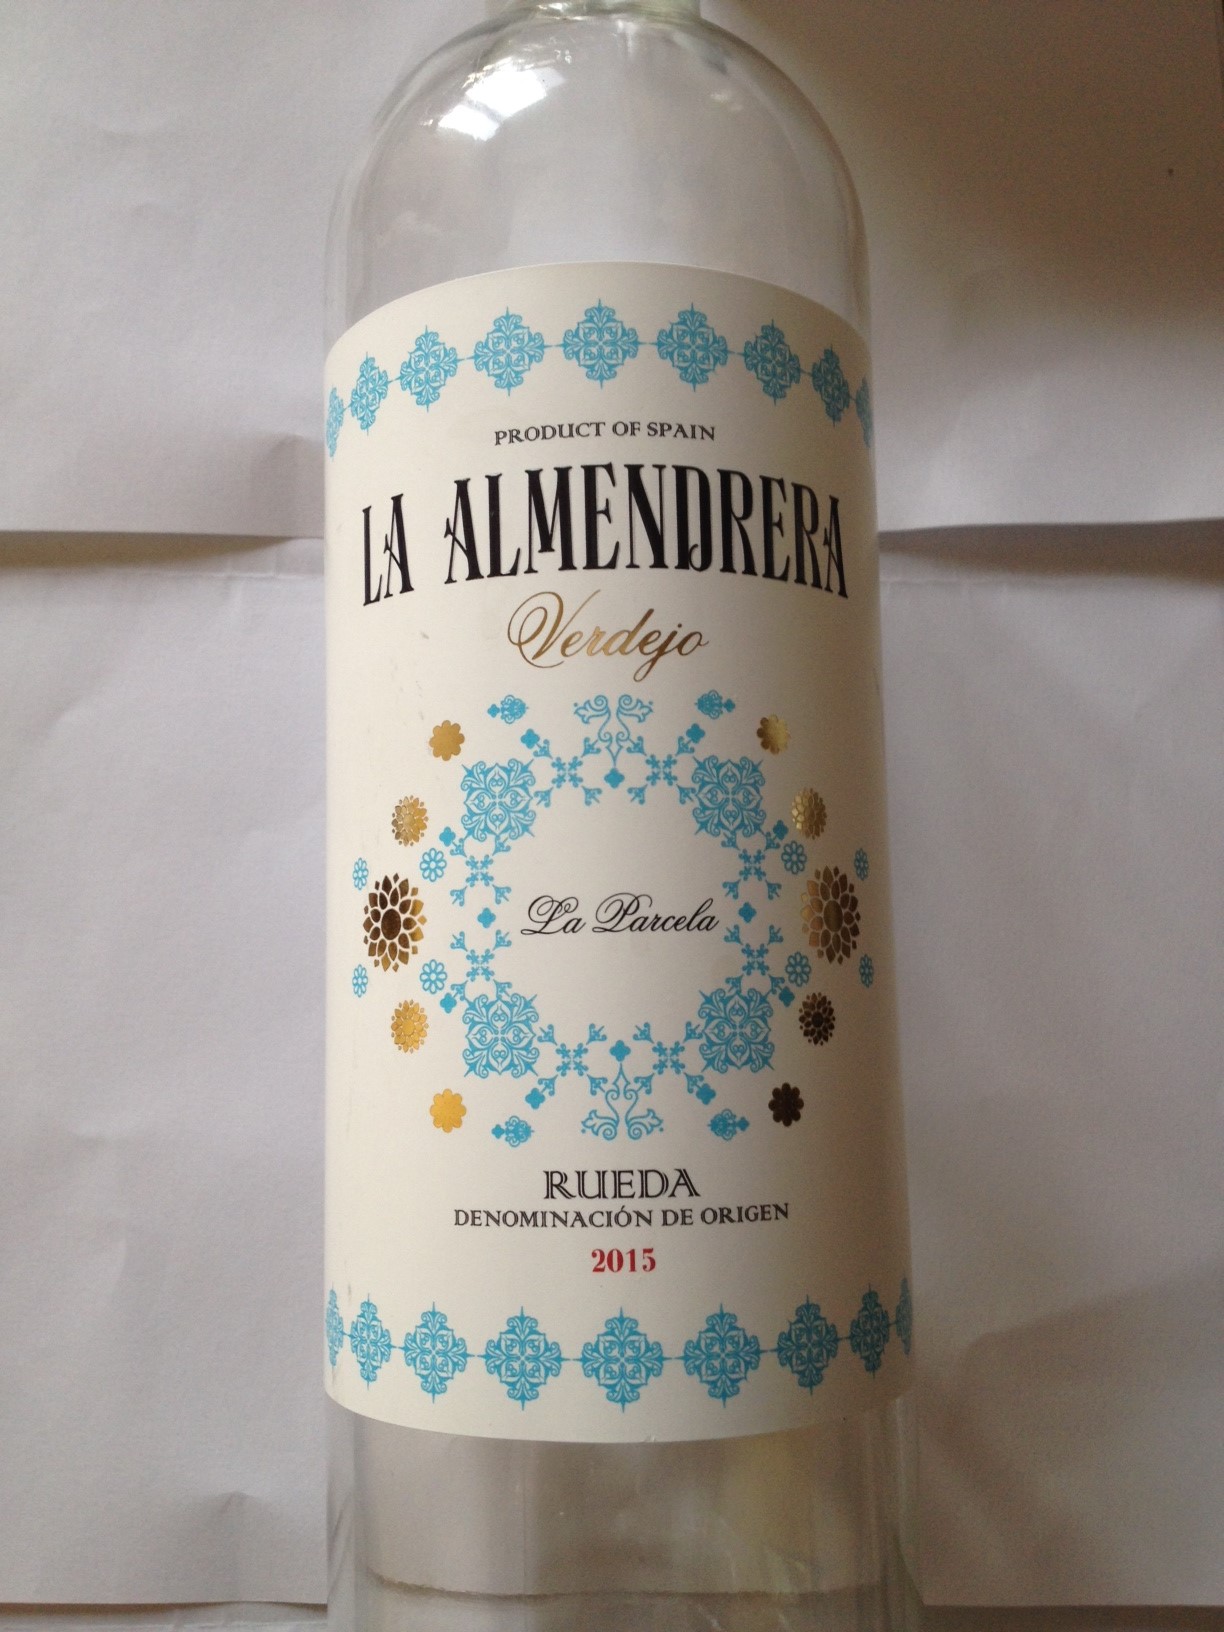 PRODUCT OF SPAIN
LA ALMENDRERA
Verdejo
La Parcela
RUEDA
DENOMINACIÓN DE ORIGEN
2015